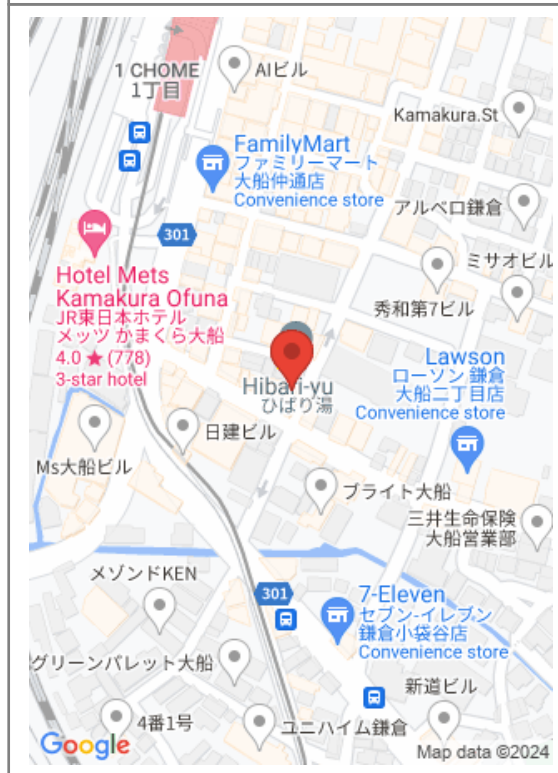 1 CHOME
1丁目
AIビル
Kamakura.St
FamilyMart
ファミリーマート
大船仲通店
Convenience store
アルベロ鎌倉
301
ミサオビル
Hotel Mets
Kamakura Ofuna
JR東日本ホテル
メッツ かまくら大船
4.0 ★ (778)
3-star hotel
秀和第7ビル
Lawson
ローソン 鎌倉
大船二丁目店
Convenience store
Hibari-yu
ひばり湯
日建ビル
Ms大船ビル
ブライト大船
三井生命保険
大船営業部
メゾンドKEN
301
7-Eleven
セブン-イレブン
鎌倉小袋谷店
Convenience store
グリーンパレット大船
新道ビル
4番1号
ユニハイム鎌倉
Google
Map data ©2024